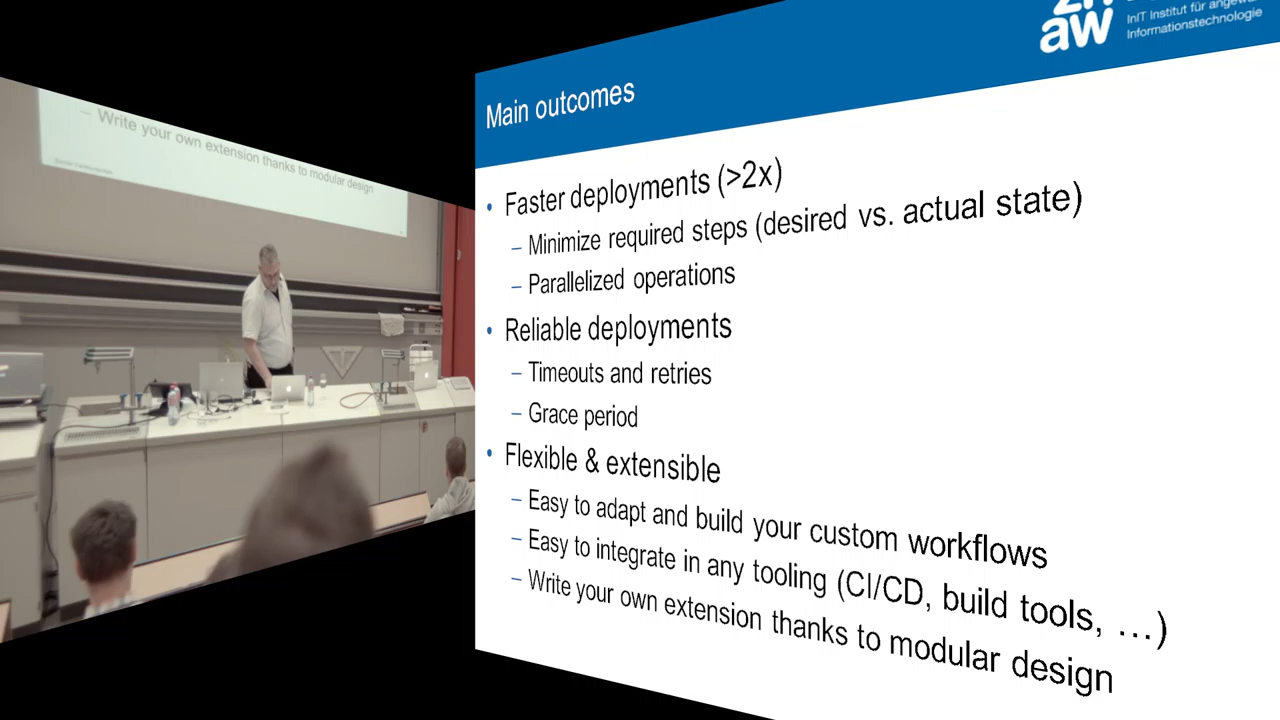 Write your own extension thanks to modular design
aw
InIT Institut für angewa
Informationstechnologie
Main outcomes
• Faster deployments (>2x)
– Minimize required steps (desired vs. actual state)
– Parallelized operations
• Reliable deployments
– Timeouts and retries
– Grace period
• Flexible & extensible
– Easy to adapt and build your custom workflows
– Easy to integrate in any tooling (CI/CD, build tools, …)
– Write your own extension thanks to modular design